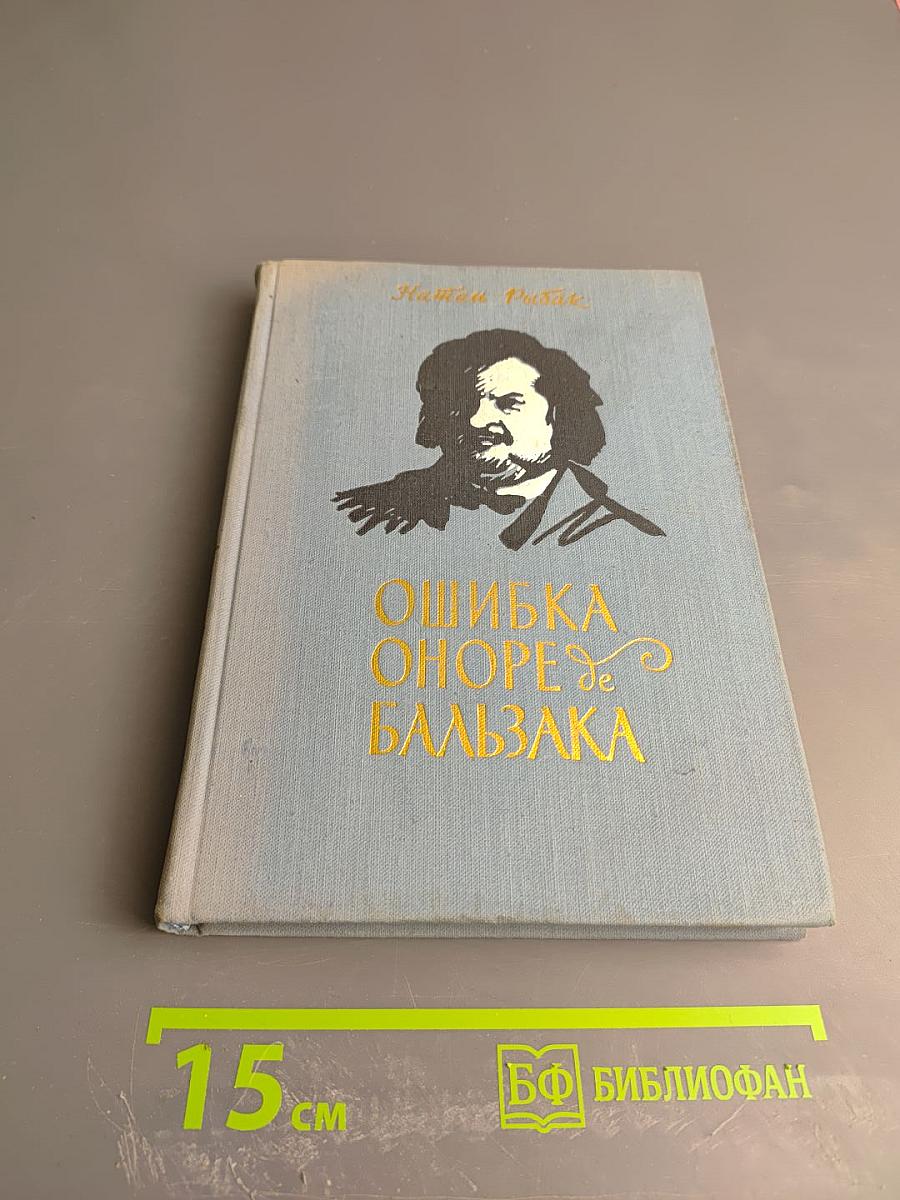 Натан Рыбак
ОШИБКА
ОНОРЕ де
БАЛЬЗАКА
15 см
БФ БИБЛИОФАН